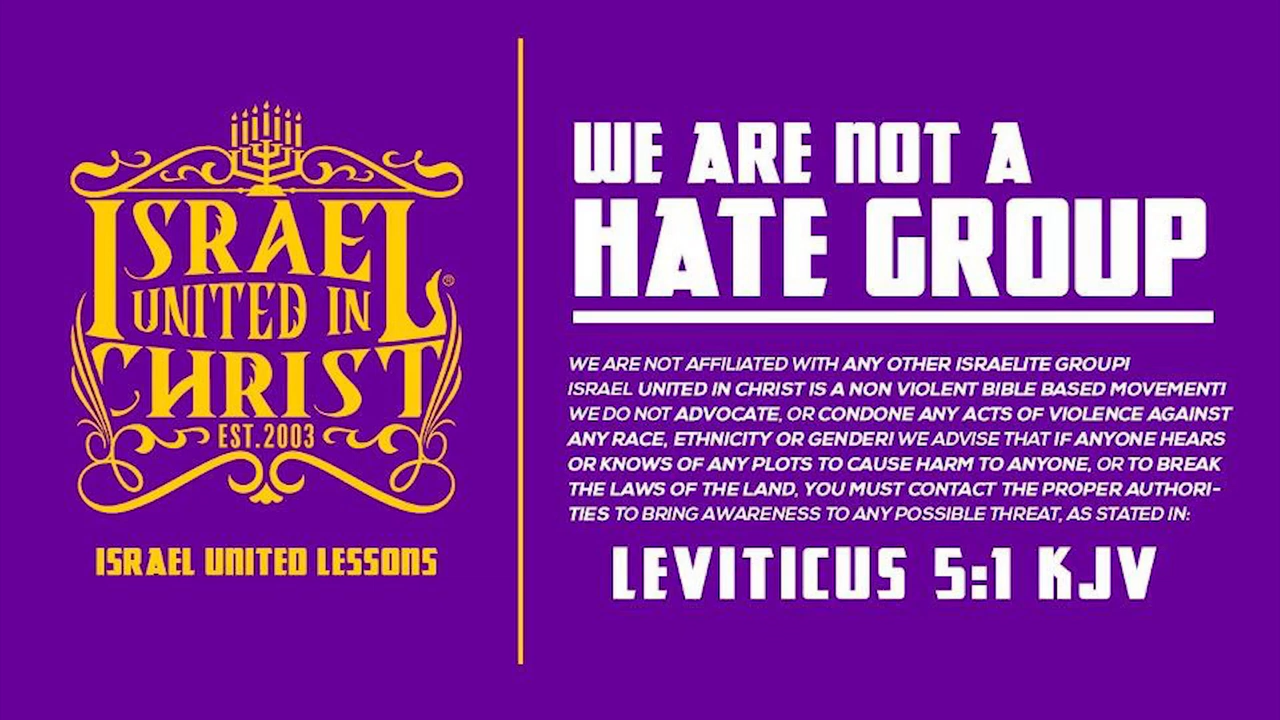 ISRAEL
UNITED IN
CHRIST
®
EST. 2003
ISRAEL UNITED LESSONS
WE ARE NOT A
HATE GROUP
WE ARE NOT AFFILIATED WITH ANY OTHER ISRAELITE GROUP!
ISRAEL UNITED IN CHRIST IS A NON VIOLENT BIBLE BASED MOVEMENT!
WE DO NOT ADVOCATE, OR CONDONE ANY ACTS OF VIOLENCE AGAINST
ANY RACE, ETHNICITY OR GENDER! WE ADVISE THAT IF ANYONE HEARS
OR KNOWS OF ANY PLOTS TO CAUSE HARM TO ANYONE, OR TO BREAK
THE LAWS OF THE LAND, YOU MUST CONTACT THE PROPER AUTHORI-
TIES TO BRING AWARENESS TO ANY POSSIBLE THREAT, AS STATED IN:
LEVITICUS 5:1 KJV